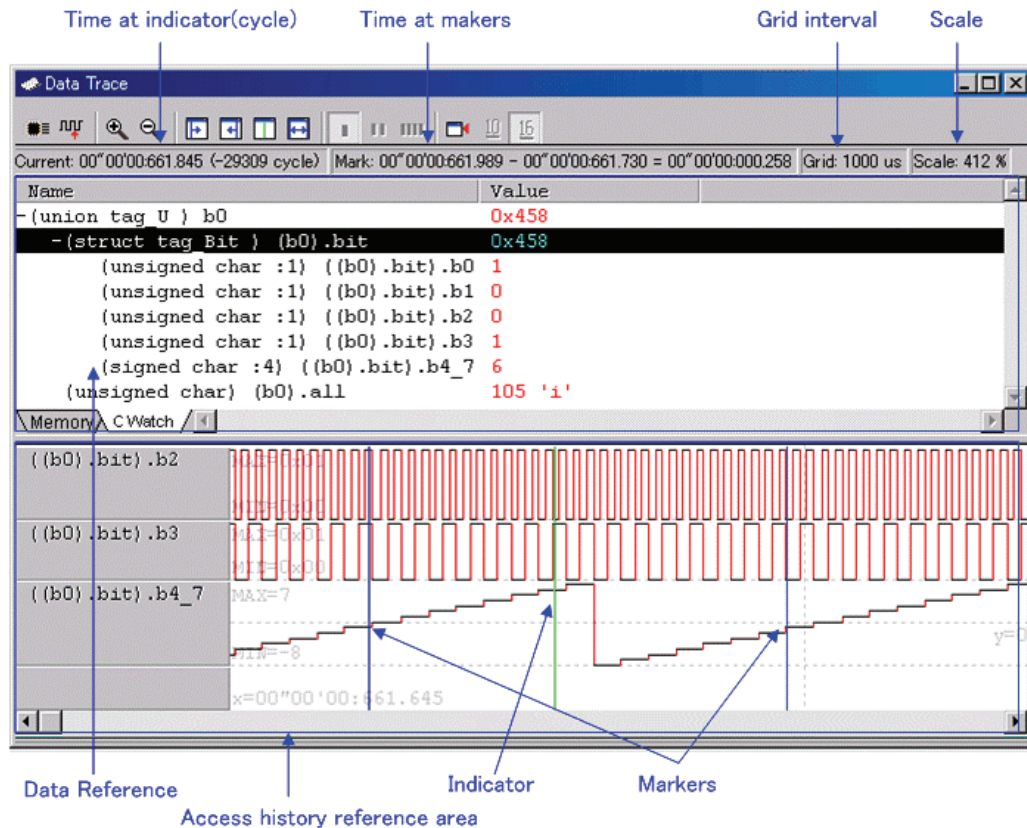 Time at indicator(cycle) Time at makers Grid interval Scale
Data Trace
10 16
Current: 00"00'00:661.845 (-29309 cycle) Mark: 00"00'00:661.989 - 00"00'00:661.730 = 00"00'00:000.258 Grid: 1000 us Scale: 412 %
Name Value
-(union tag_U ) b0 0x458
-(struct tag_Bit ) (b0).bit 0x458
(unsigned char :1) ((b0).bit).b0 1
(unsigned char :1) ((b0).bit).b1 0
(unsigned char :1) ((b0).bit).b2 0
(unsigned char :1) ((b0).bit).b3 1
(signed char :4) ((b0).bit).b4_7 6
(unsigned char) (b0).all 105 'i'
Memory C Watch
((b0).bit).b2 MAX=0x01
MIN=0x00
((b0).bit).b3 MAX=0x01
MIN=0x00
((b0).bit).b4_7 MAX=7
y=0
MIN=-8
x=00"00'00:661.645
Data Reference Indicator Markers
Access history reference area